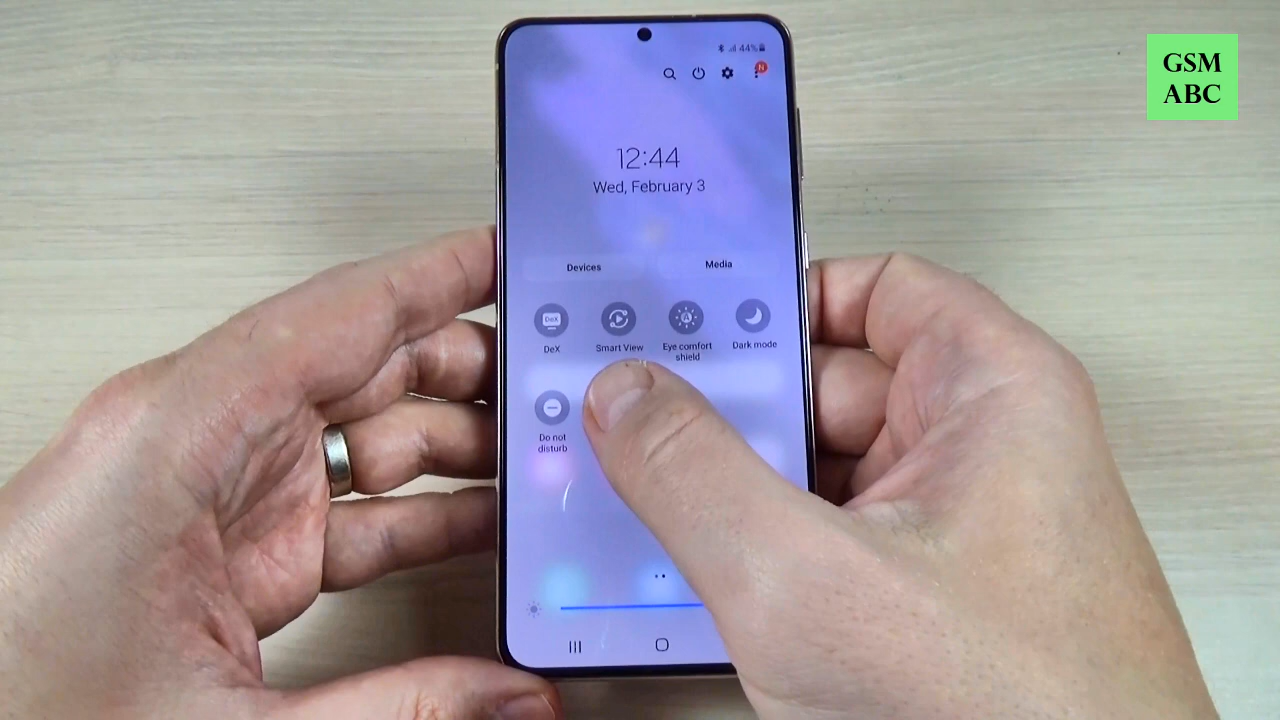 GSM
ABC
44%
N
12:44
Wed, February 3
Devices
Media
DeX
DeX
Smart View
A
Eye comfort
shield
Dark mode
Do not
disturb